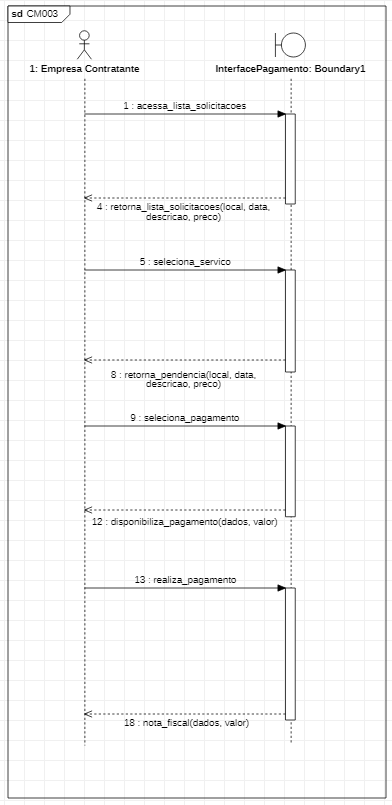 sd CM003
1: Empresa Contratante
InterfacePagamento: Boundary1
1 : acessa_lista_solicitacoes
4 : retorna_lista_solicitacoes(local, data,
descricao, preco)
5 : seleciona_servico
8 : retorna_pendencia(local, data,
descricao, preco)
9 : seleciona_pagamento
12 : disponibiliza_pagamento(dados, valor)
13 : realiza_pagamento
18 : nota_fiscal(dados, valor)